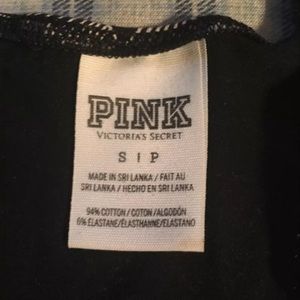 PINK
VICTORIA'S SECRET
S | P
MADE IN SRI LANKA / FAIT AU
SRI LANKA / HECHO EN SRI LANKA
94% COTTON / COTON / ALGODÓN
6% ELASTANE/ÉLASTHANNE/ELASTANO